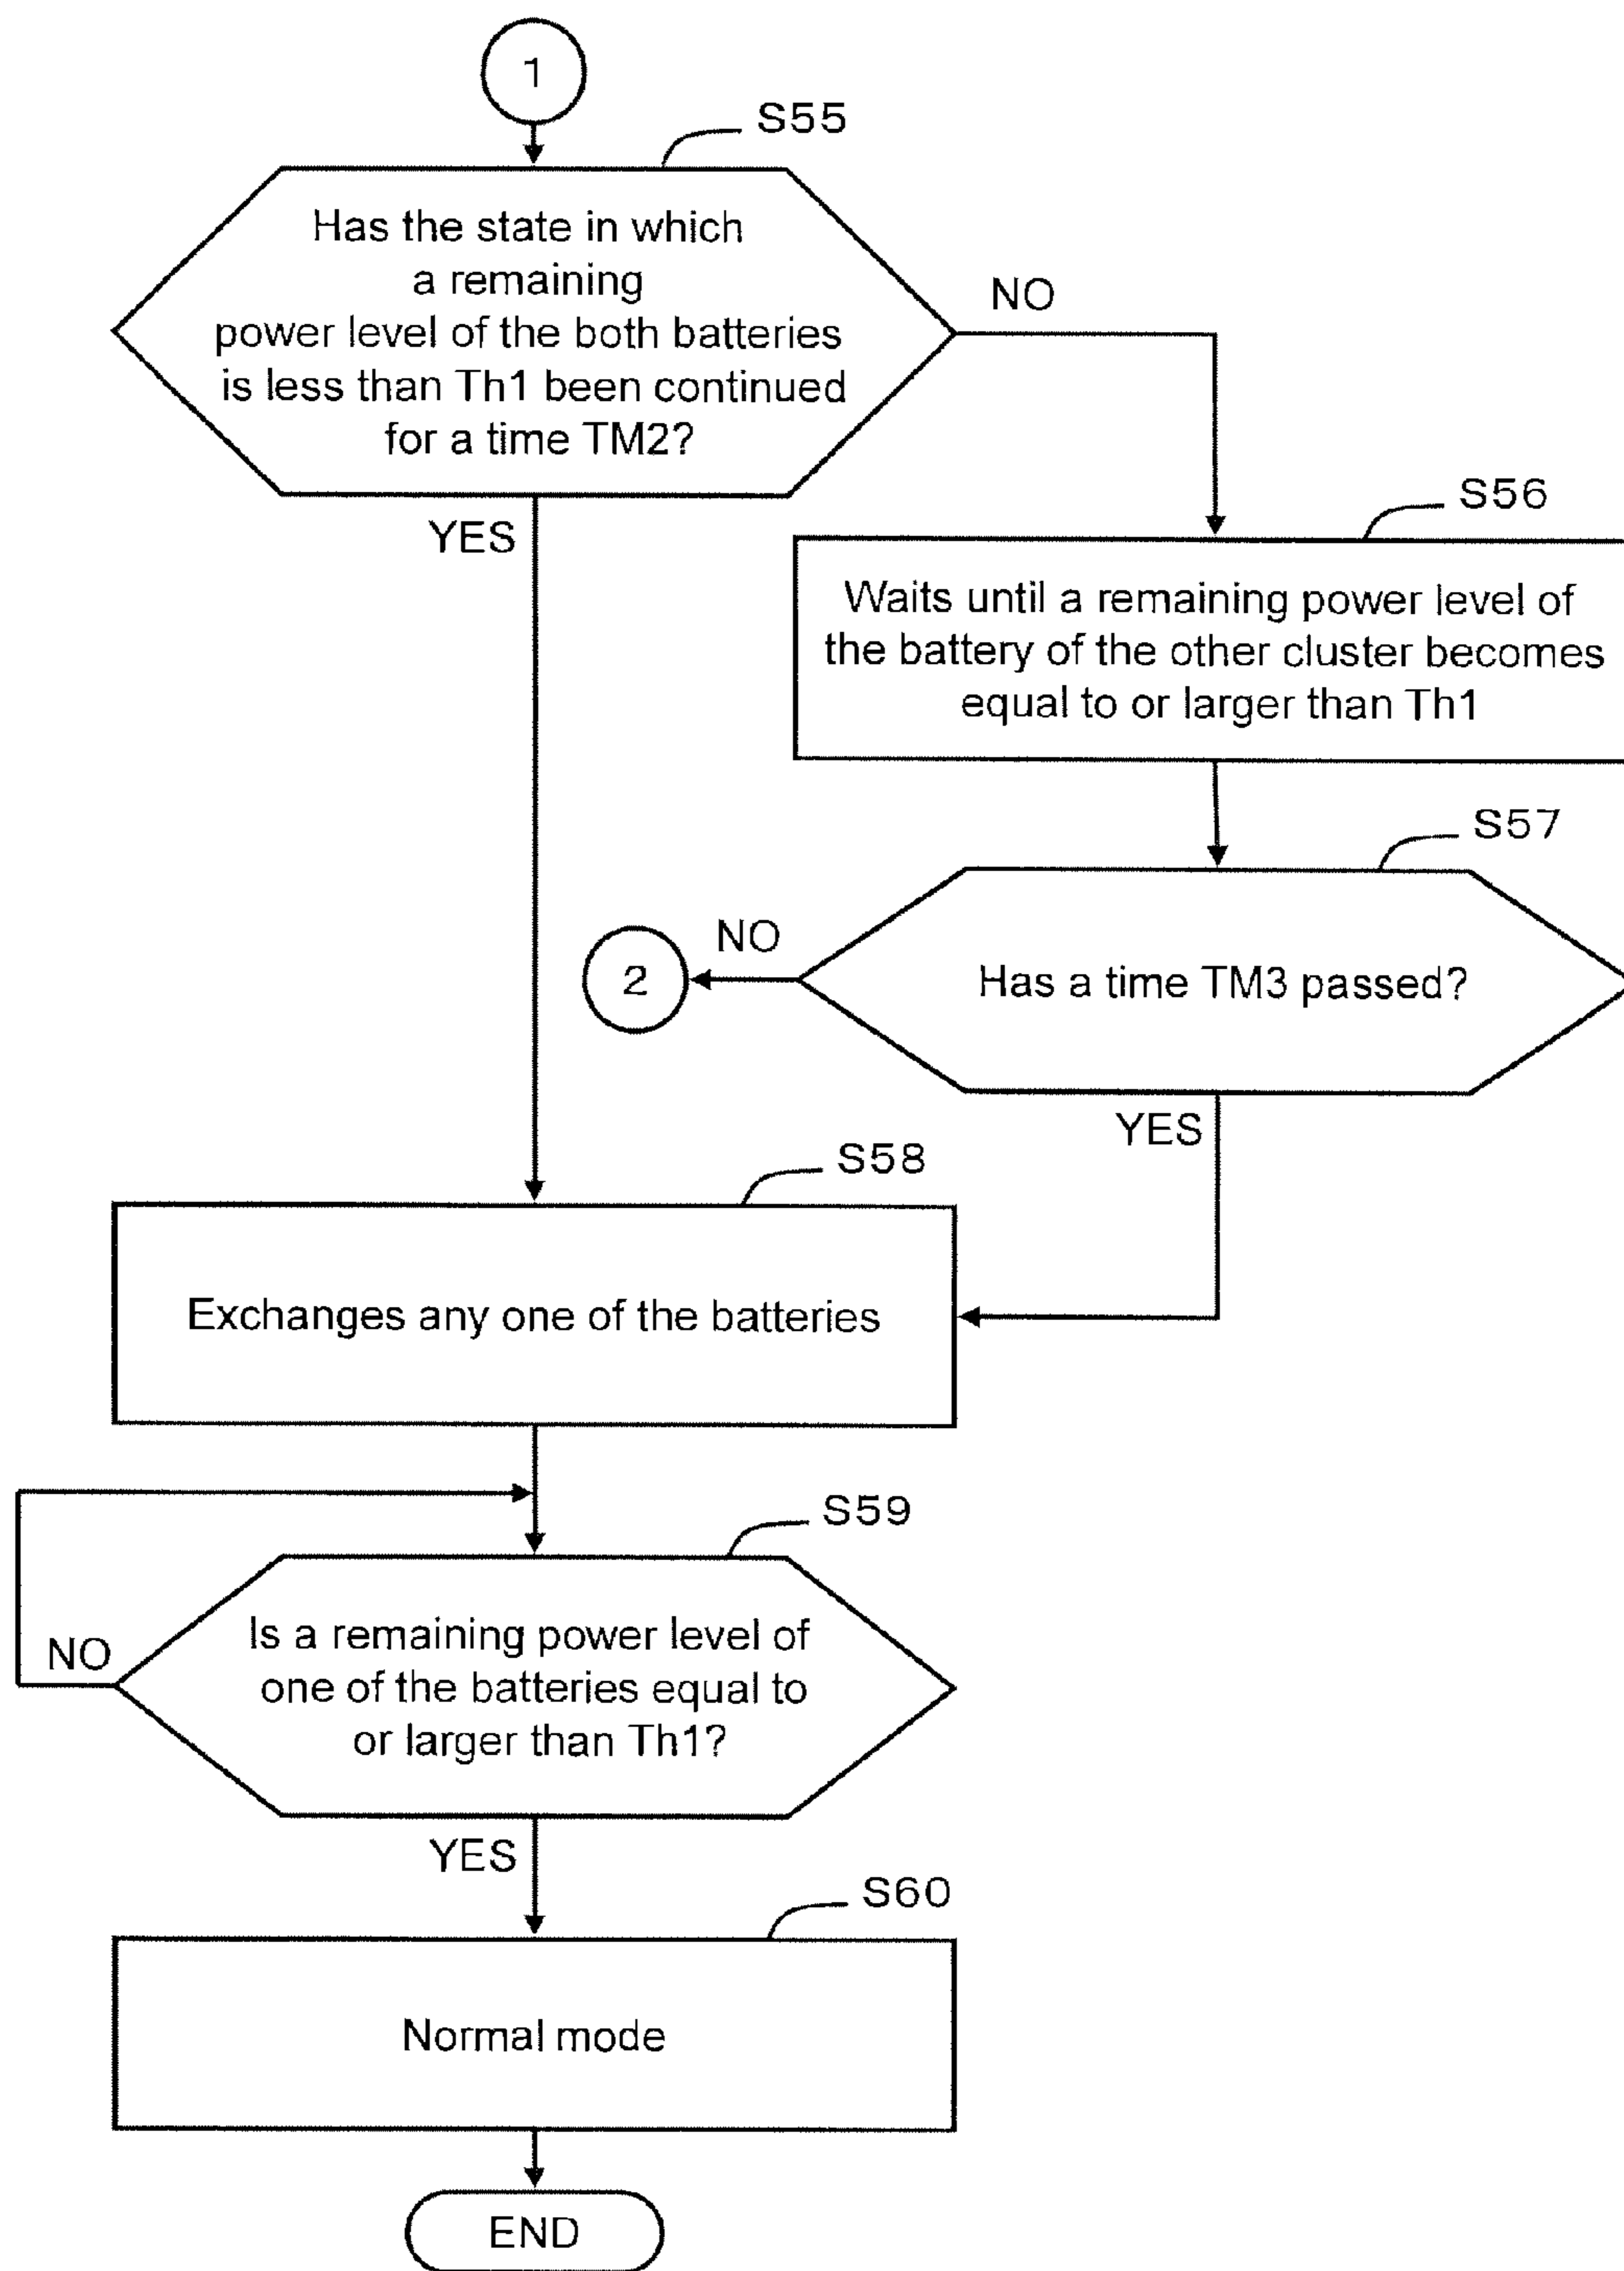 1
S55
Has the state in which
a remaining
power level of the both batteries
is less than Th1 been continued
for a time TM2?
NO
YES
S56
Waits until a remaining power level of
the battery of the other cluster becomes
equal to or larger than Th1
S57
Has a time TM3 passed?
NO
2
YES
S58
Exchanges any one of the batteries
S59
Is a remaining power level of
one of the batteries equal to
or larger than Th1?
NO
YES
S60
Normal mode
END